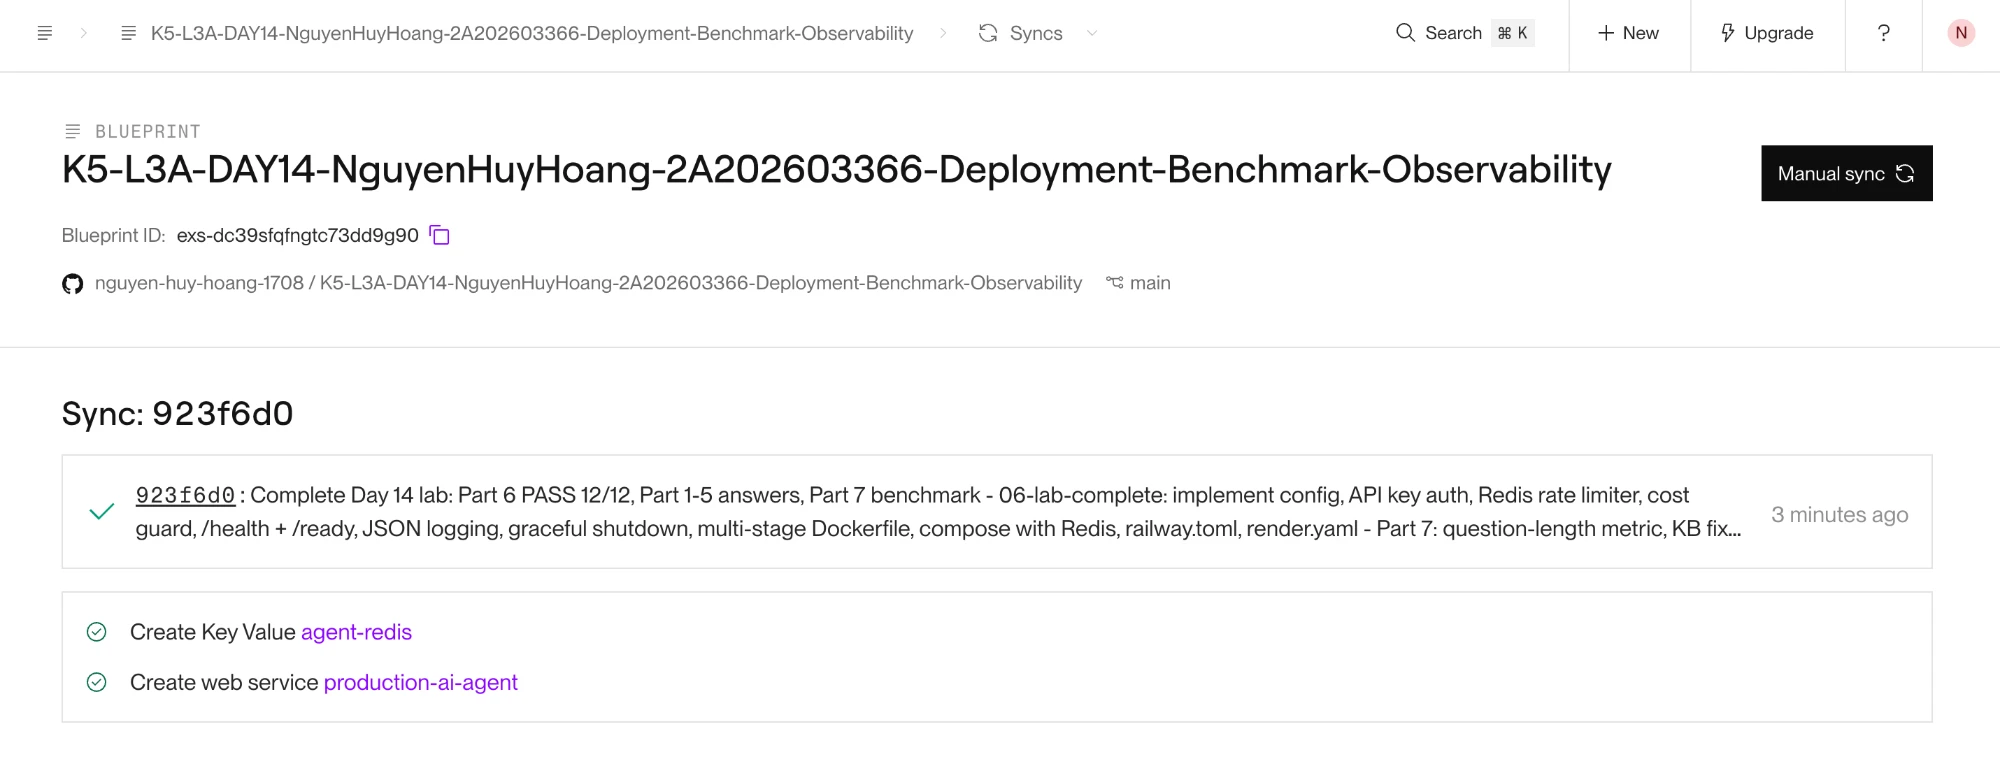 K5-L3A-DAY14-NguyenHuyHoang-2A202603366-Deployment-Benchmark-Observability
Syncs
Search ⌘ K
+ New
Upgrade
?
N
BLUEPRINT
K5-L3A-DAY14-NguyenHuyHoang-2A202603366-Deployment-Benchmark-Observability
Manual sync
Blueprint ID: exs-dc39sfqfngtc73dd9g90
nguyen-huy-hoang-1708 / K5-L3A-DAY14-NguyenHuyHoang-2A202603366-Deployment-Benchmark-Observability main
Sync: 923f6d0
923f6d0: Complete Day 14 lab: Part 6 PASS 12/12, Part 1-5 answers, Part 7 benchmark - 06-lab-complete: implement config, API key auth, Redis rate limiter, cost
guard, /health + /ready, JSON logging, graceful shutdown, multi-stage Dockerfile, compose with Redis, railway.toml, render.yaml - Part 7: question-length metric, KB fix...
3 minutes ago
Create Key Value agent-redis
Create web service production-ai-agent